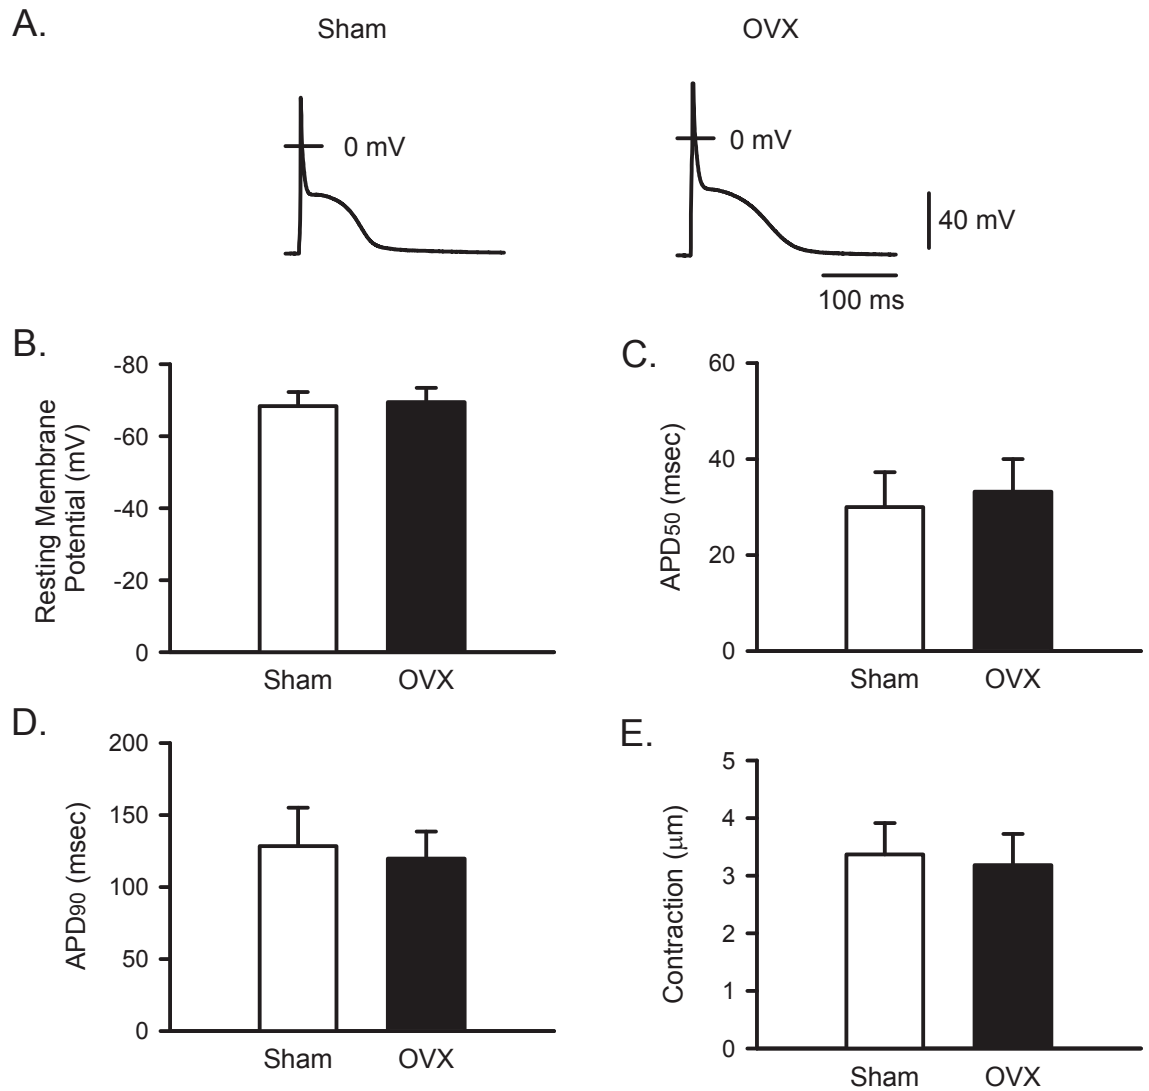 A.
Sham
OVX
0 mV
0 mV
40 mV
100 ms
B.
Resting Membrane
Potential (mV)
-80
-60
-40
-20
0
Sham
OVX
C.
APD50 (msec)
60
40
20
0
Sham
OVX
D.
APD90 (msec)
200
150
100
50
0
Sham
OVX
E.
Contraction (μm)
5
4
3
2
1
0
Sham
OVX